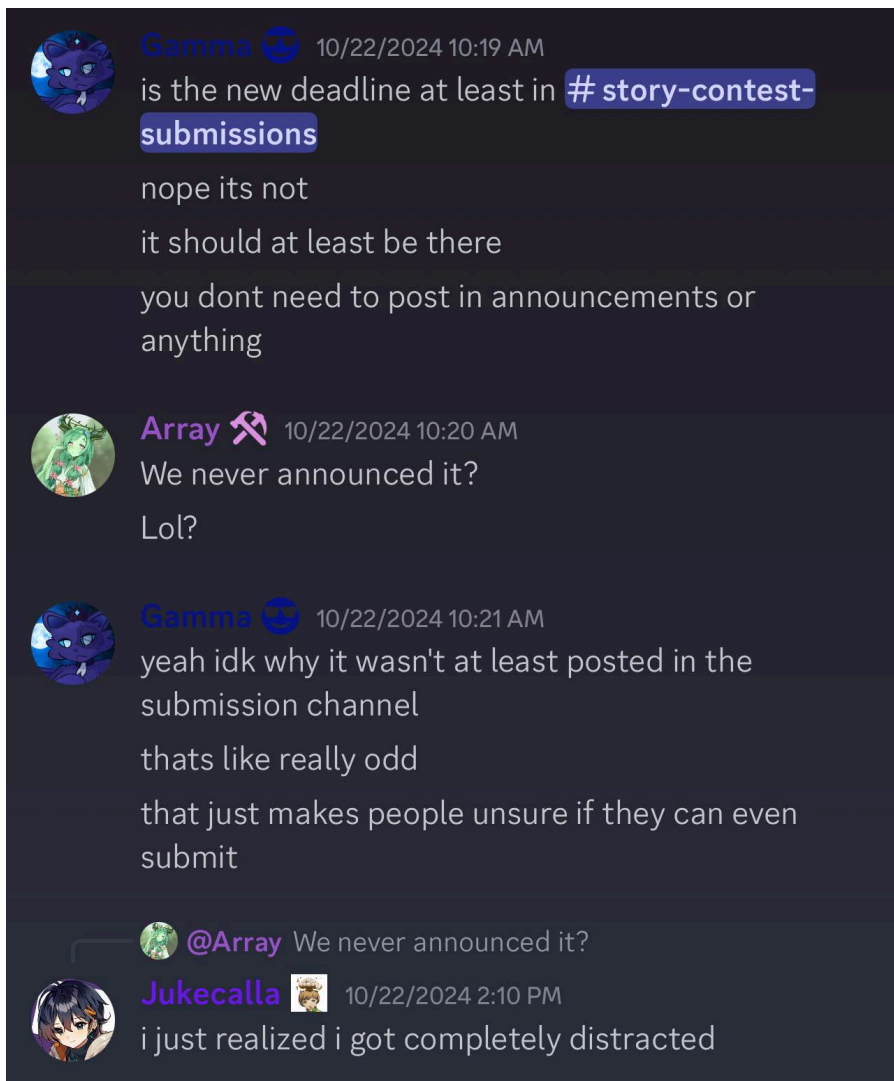 Gamma 10/22/2024 10:19 AM
is the new deadline at least in # story-contest-
submissions
nope its not
it should at least be there
you dont need to post in announcements or
anything
Array 10/22/2024 10:20 AM
We never announced it?
Lol?
Gamma 10/22/2024 10:21 AM
yeah idk why it wasn't at least posted in the
submission channel
thats like really odd
that just makes people unsure if they can even
submit
@Array We never announced it?
Jukecalla 10/22/2024 2:10 PM
i just realized i got completely distracted